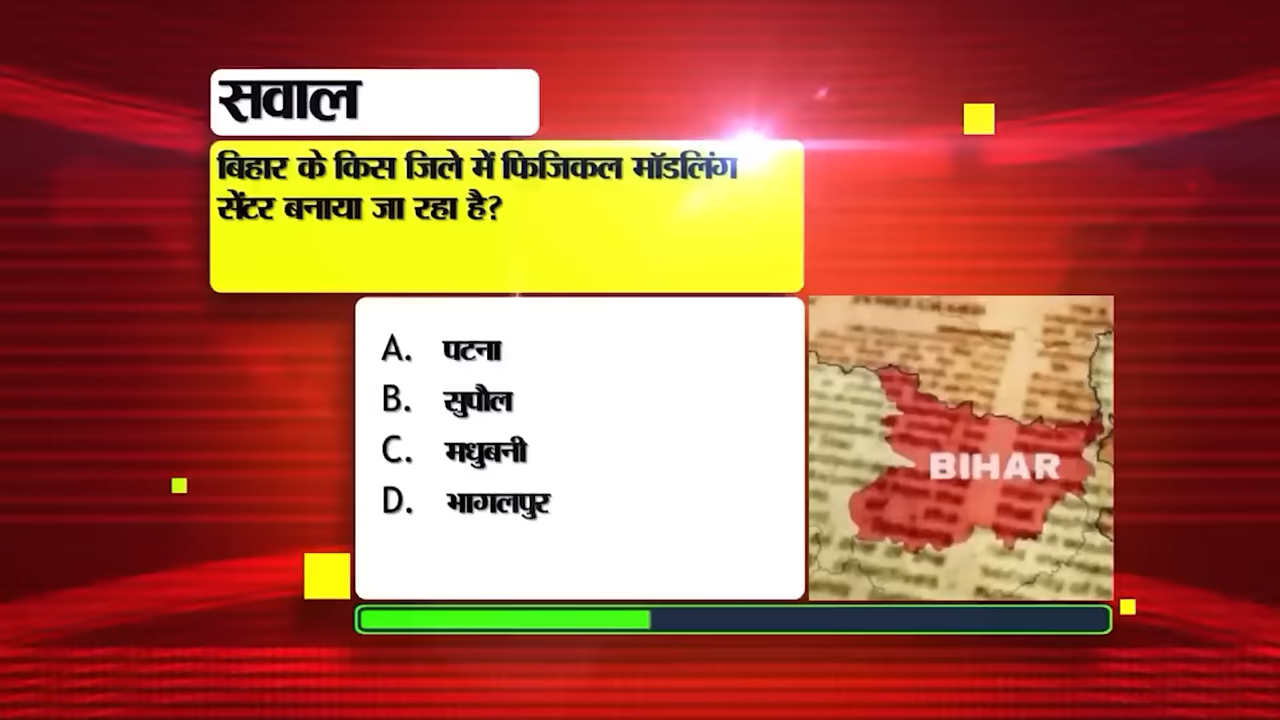 सवाल
बिहार के किस जिले में फिजिकल मॉडलिंग
सेंटर बनाया जा रहा है?
A. पटना
B. सुपौल
C. मधुबनी
D. भागलपुर
BIHAR